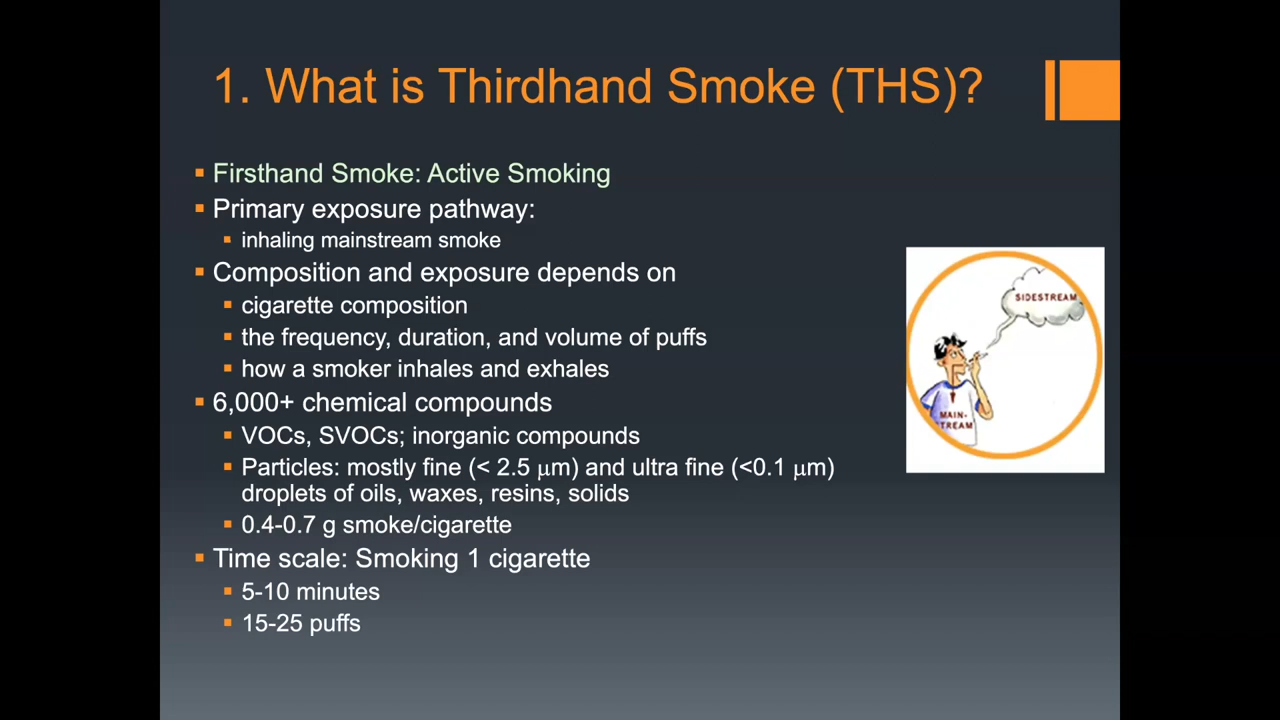 1. What is Thirdhand Smoke (THS)?
▪ Firsthand Smoke: Active Smoking
▪ Primary exposure pathway:
▪ inhaling mainstream smoke
▪ Composition and exposure depends on
▪ cigarette composition
▪ the frequency, duration, and volume of puffs
▪ how a smoker inhales and exhales
▪ 6,000+ chemical compounds
▪ VOCs, SVOCs; inorganic compounds
▪ Particles: mostly fine (< 2.5 μm) and ultra fine (<0.1 μm)
droplets of oils, waxes, resins, solids
▪ 0.4-0.7 g smoke/cigarette
▪ Time scale: Smoking 1 cigarette
▪ 5-10 minutes
▪ 15-25 puffs
SIDESTREAM
MAIN-
STREAM